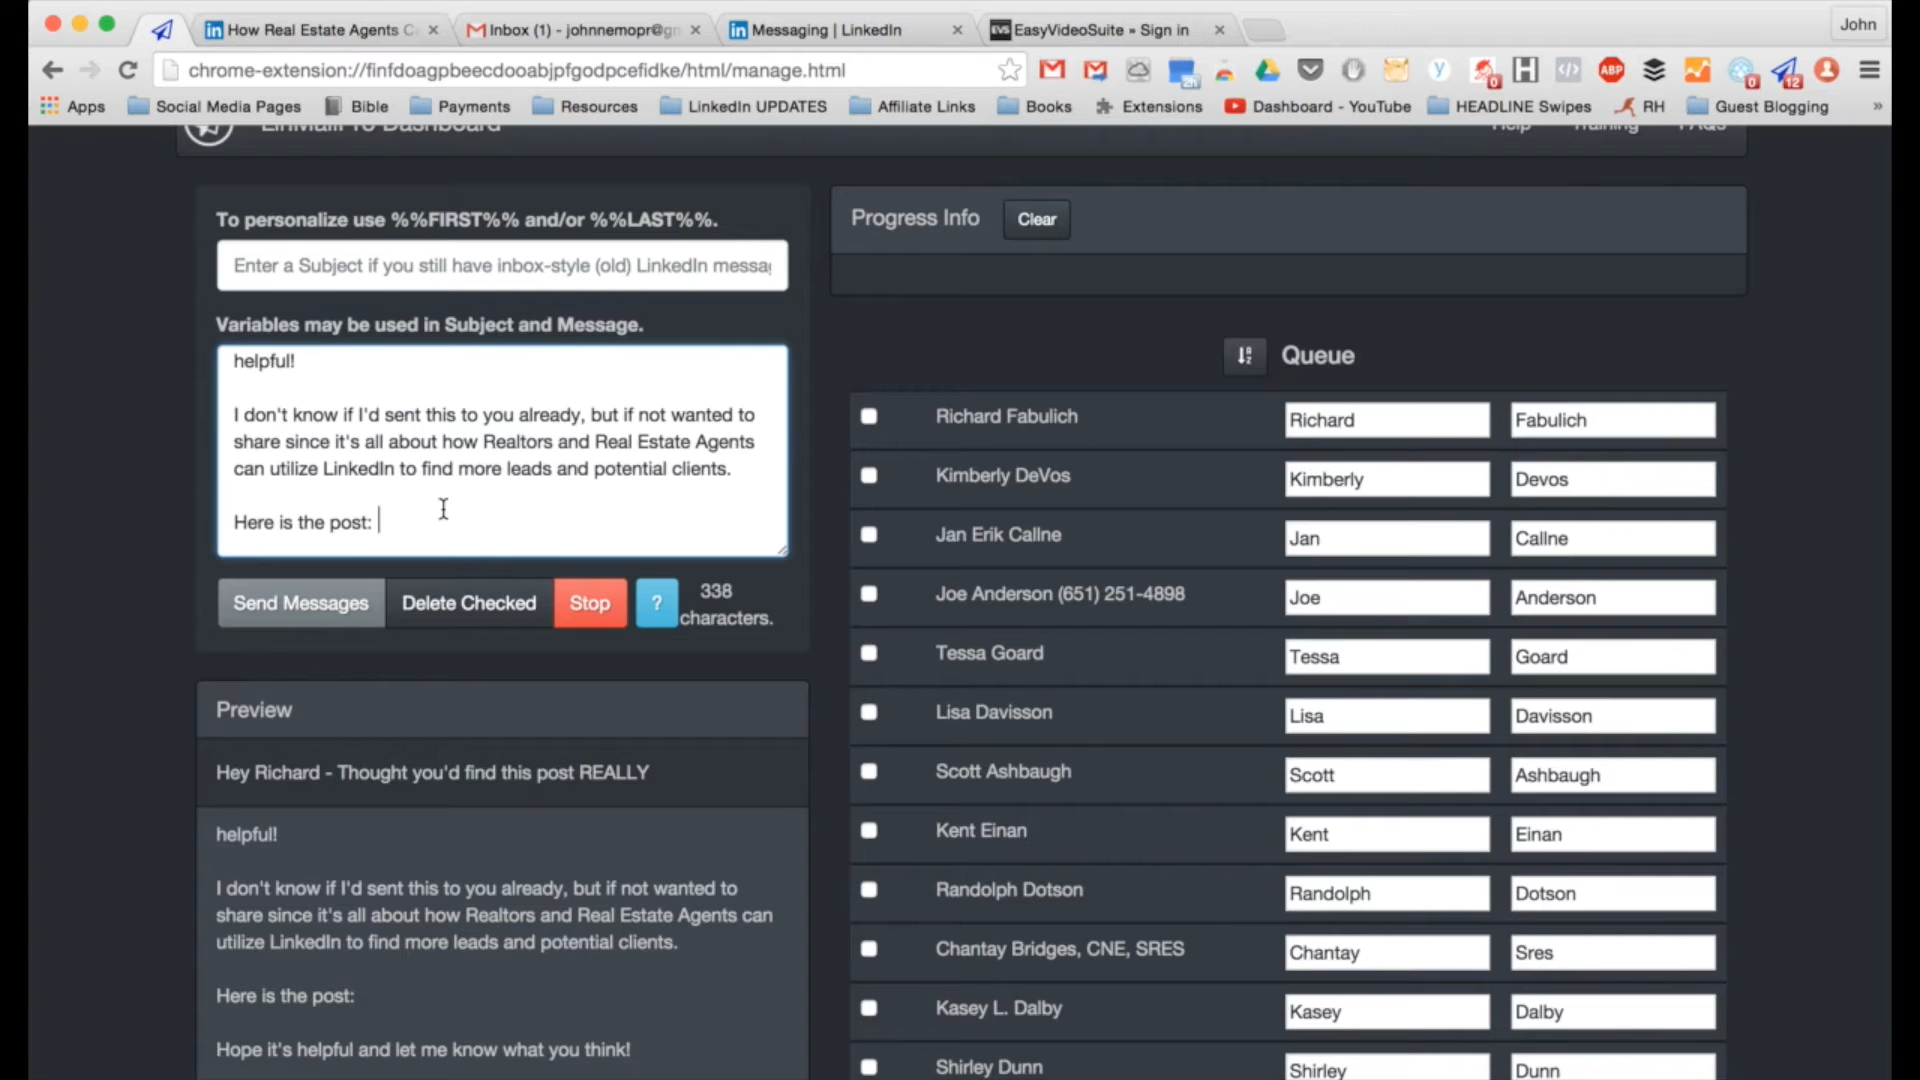 John
How Real Estate Agents C
Inbox (1) - johnnemopr@gm
Messaging | LinkedIn
EVS EasyVideoSuite » Sign in
chrome-extension://finfdoagpbeecdooabjpfgodpcefidke/html/manage.html
Apps
Social Media Pages
Bible
Payments
Resources
LinkedIn UPDATES
Affiliate Links
Books
Extensions
Dashboard - YouTube
HEADLINE Swipes
RH
Guest Blogging
»
LinMailPro Dashboard
Help
Training
FAQs
To personalize use %%FIRST%% and/or %%LAST%%.
Enter a Subject if you still have inbox-style (old) LinkedIn messag
Variables may be used in Subject and Message.
helpful!
I don't know if I'd sent this to you already, but if not wanted to
share since it's all about how Realtors and Real Estate Agents
can utilize LinkedIn to find more leads and potential clients.
Here is the post:
Send Messages
Delete Checked
Stop
?
338
characters.
Preview
Hey Richard - Thought you'd find this post REALLY
helpful!
I don't know if I'd sent this to you already, but if not wanted to
share since it's all about how Realtors and Real Estate Agents can
utilize LinkedIn to find more leads and potential clients.
Here is the post:
Hope it's helpful and let me know what you think!
Progress Info
Clear
Queue
Richard Fabulich Richard Fabulich
Kimberly DeVos Kimberly Devos
Jan Erik Callne Jan Callne
Joe Anderson (651) 251-4898 Joe Anderson
Tessa Goard Tessa Goard
Lisa Davisson Lisa Davisson
Scott Ashbaugh Scott Ashbaugh
Kent Einan Kent Einan
Randolph Dotson Randolph Dotson
Chantay Bridges, CNE, SRES Chantay Sres
Kasey L. Dalby Kasey Dalby
Shirley Dunn Shirley Dunn